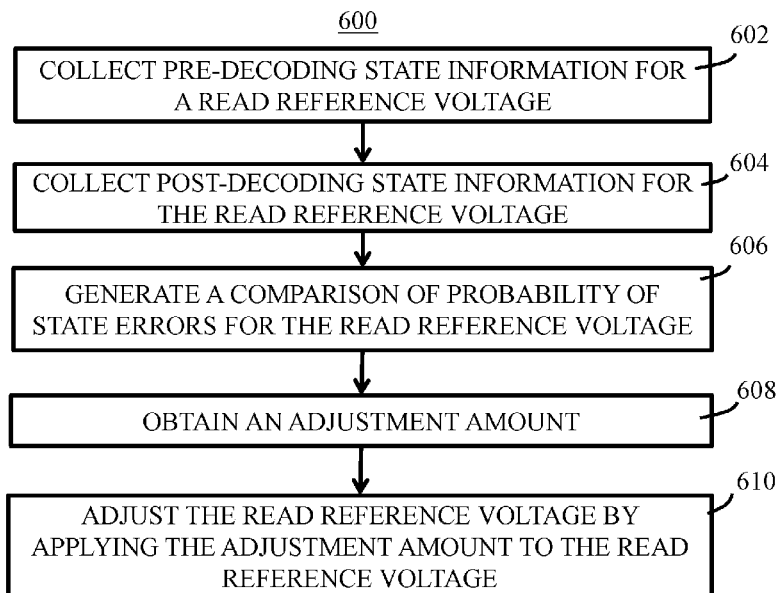 600
602
COLLECT PRE-DECODING STATE INFORMATION FOR
A READ REFERENCE VOLTAGE
604
COLLECT POST-DECODING STATE INFORMATION FOR
THE READ REFERENCE VOLTAGE
606
GENERATE A COMPARISON OF PROBABILITY OF
STATE ERRORS FOR THE READ REFERENCE VOLTAGE
608
OBTAIN AN ADJUSTMENT AMOUNT
610
ADJUST THE READ REFERENCE VOLTAGE BY
APPLYING THE ADJUSTMENT AMOUNT TO THE READ
REFERENCE VOLTAGE